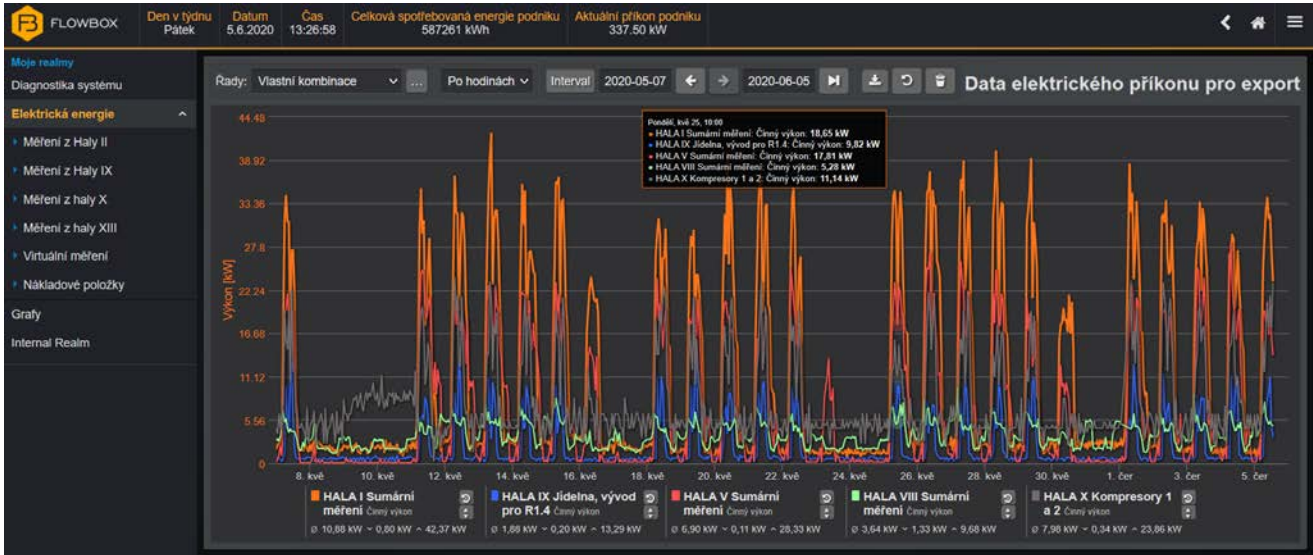 FLOWBOX
Den v týdnu Datum Čas Celková spotřebovaná energie podniku Aktuální příkon podniku
Pátek 5.6.2020 13:26:58 587261 kWh 337.50 kW
Moje realmy
Diagnostika systému
Elektrická energie
Měření z Haly II
Měření z Haly IX
Měření z haly X
Měření z haly XIII
Virtuální měření
Nákladové položky
Grafy
Internal Realm
Řady: Vlastní kombinace ... Po hodinách Interval 2020-05-07 2020-06-05 Data elektrického příkonu pro export
Pondělí, kvě 25, 10:00
HALA I Sumární měření: Činný výkon: 18,65 kW
HALA IX Jídelna, vývod pro R1.4: Činný výkon: 9,82 kW
HALA V Sumární měření: Činný výkon: 17,81 kW
HALA VIII Sumární měření: Činný výkon: 5,28 kW
HALA X Kompresory 1 a 2: Činný výkon: 11,14 kW
Výkon [kW]
44.48
38.92
33.36
27.8
22.24
16.68
11.12
5.56
0
8. kvě 10. kvě 12. kvě 14. kvě 16. kvě 18. kvě 20. kvě 22. kvě 24. kvě 26. kvě 28. kvě 30. kvě 1. čer 3. čer 5. čer
HALA I Sumární
měření Činný výkon
ø 10,88 kW ~ 0,80 kW ^ 42,37 kW
HALA IX Jídelna, vývod
pro R1.4 Činný výkon
ø 1,88 kW ~ 0,20 kW ^ 13,29 kW
HALA V Sumární
měření Činný výkon
ø 6,90 kW ~ 0,11 kW ^ 28,33 kW
HALA VIII Sumární
měření Činný výkon
ø 3,64 kW ~ 1,33 kW ^ 9,68 kW
HALA X Kompresory 1
a 2 Činný výkon
ø 7,98 kW ~ 0,34 kW ^ 23,86 kW